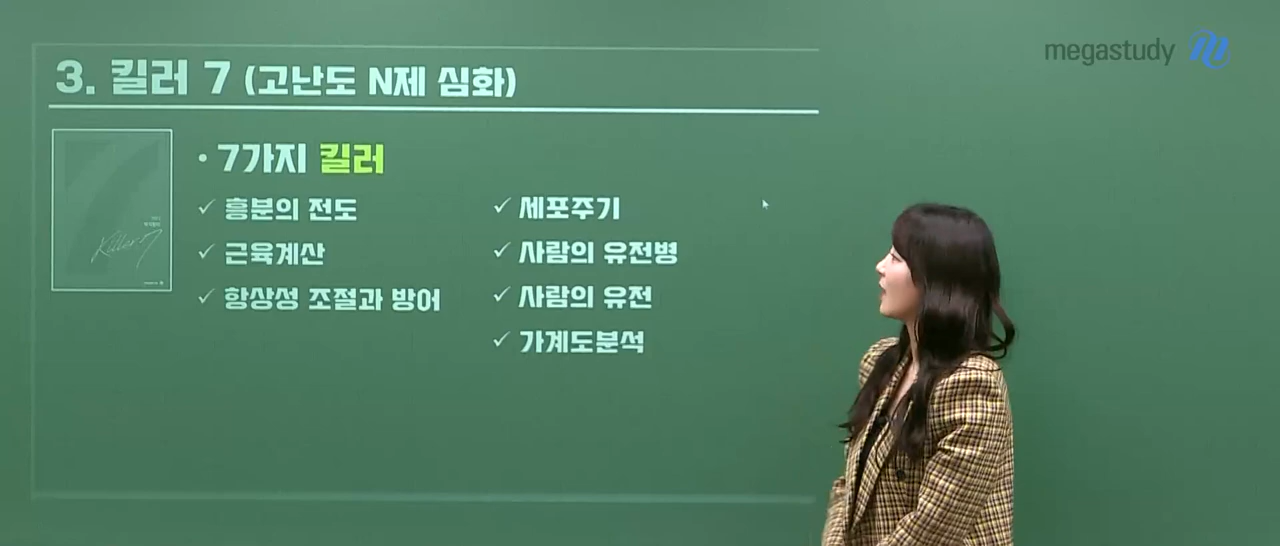 megastudy
3. 킬러 7 (고난도 N제 심화)
• 7가지 킬러
✓ 흥분의 전도
✓ 근육계산
✓ 항상성 조절과 방어
✓ 세포주기
✓ 사람의 유전병
✓ 사람의 유전
✓ 가계도분석
Killer 7